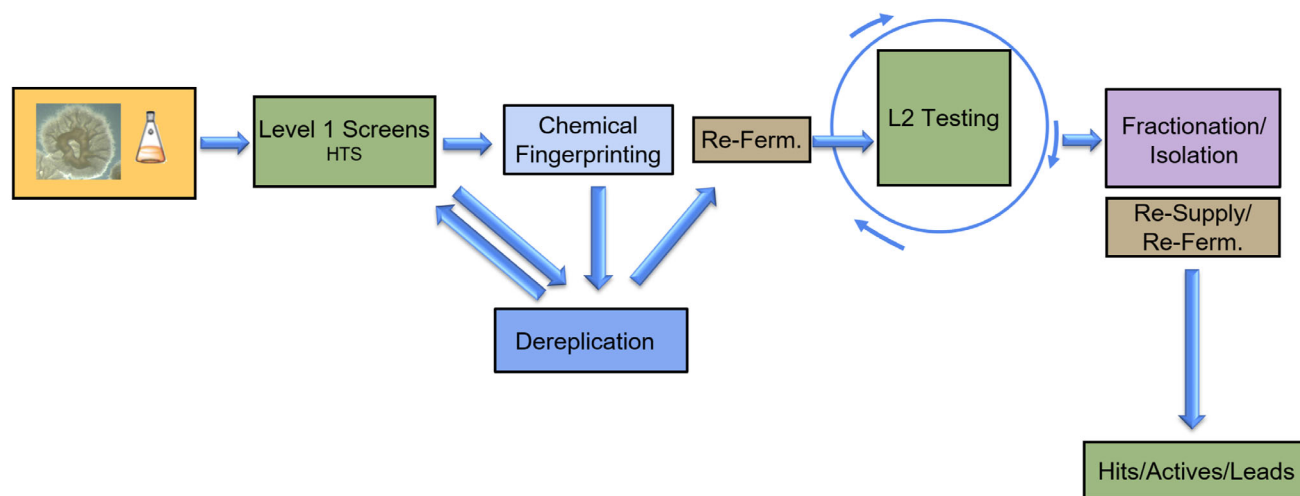 Level 1 Screens
HTS
Chemical
Fingerprinting
Re-Ferm.
L2 Testing
Fractionation/
Isolation
Re-Supply/
Re-Ferm.
Dereplication
Hits/Actives/Leads